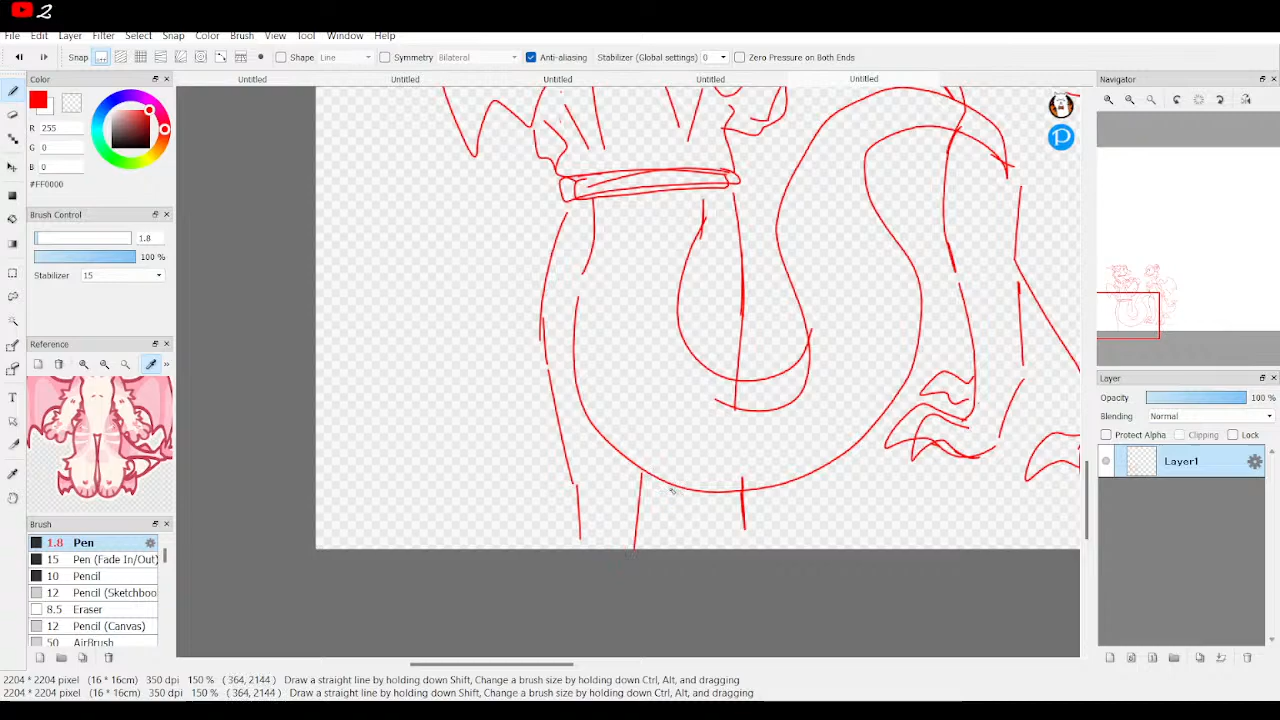 2
File Edit Layer Filter Select Snap Color Brush Ruler Tool Window Help
Snap Shape Line Symmetry Bilateral Anti-aliasing Stabilizer (Global settings) 0 Zero Pressure on Both Ends
Color Untitled Untitled Untitled Untitled Untitled Navigator
R 255
G 0
B 0
#FF0000
Brush Control
1.8
100 %
Stabilizer 15
Reference
Layer
Opacity 100 %
Blending Normal
Protect Alpha Clipping Lock
Layer1
Brush
1.8 Pen
15 Pen (Fade In/Out)
10 Pencil
12 Pencil (Sketchboo
8.5 Eraser
12 Pencil (Canvas)
50 AirBrush
2204 * 2204 pixel (16 * 16cm) 350 dpi 150 % ( 364, 2144 ) Draw a straight line by holding down Shift, Change a brush size by holding down Ctrl, Alt, and dragging
2204 * 2204 pixel (16 * 16cm) 350 dpi 150 % ( 364, 2144 ) Draw a straight line by holding down Shift, Change a brush size by holding down Ctrl, Alt, and dragging